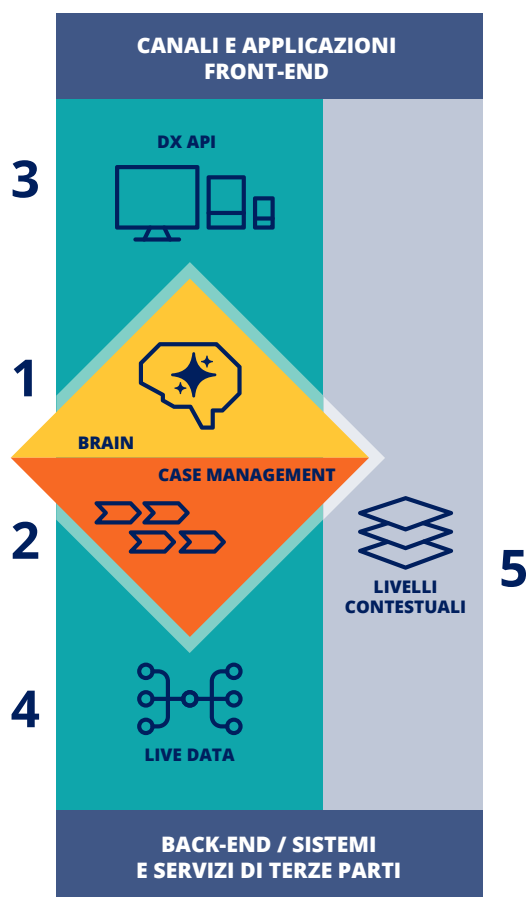 CANALI E APPLICAZIONI
FRONT-END
DX API
3
1
BRAIN
CASE MANAGEMENT
2
5
LIVELLI
CONTESTUALI
4
LIVE DATA
BACK-END / SISTEMI
E SERVIZI DI TERZE PARTI